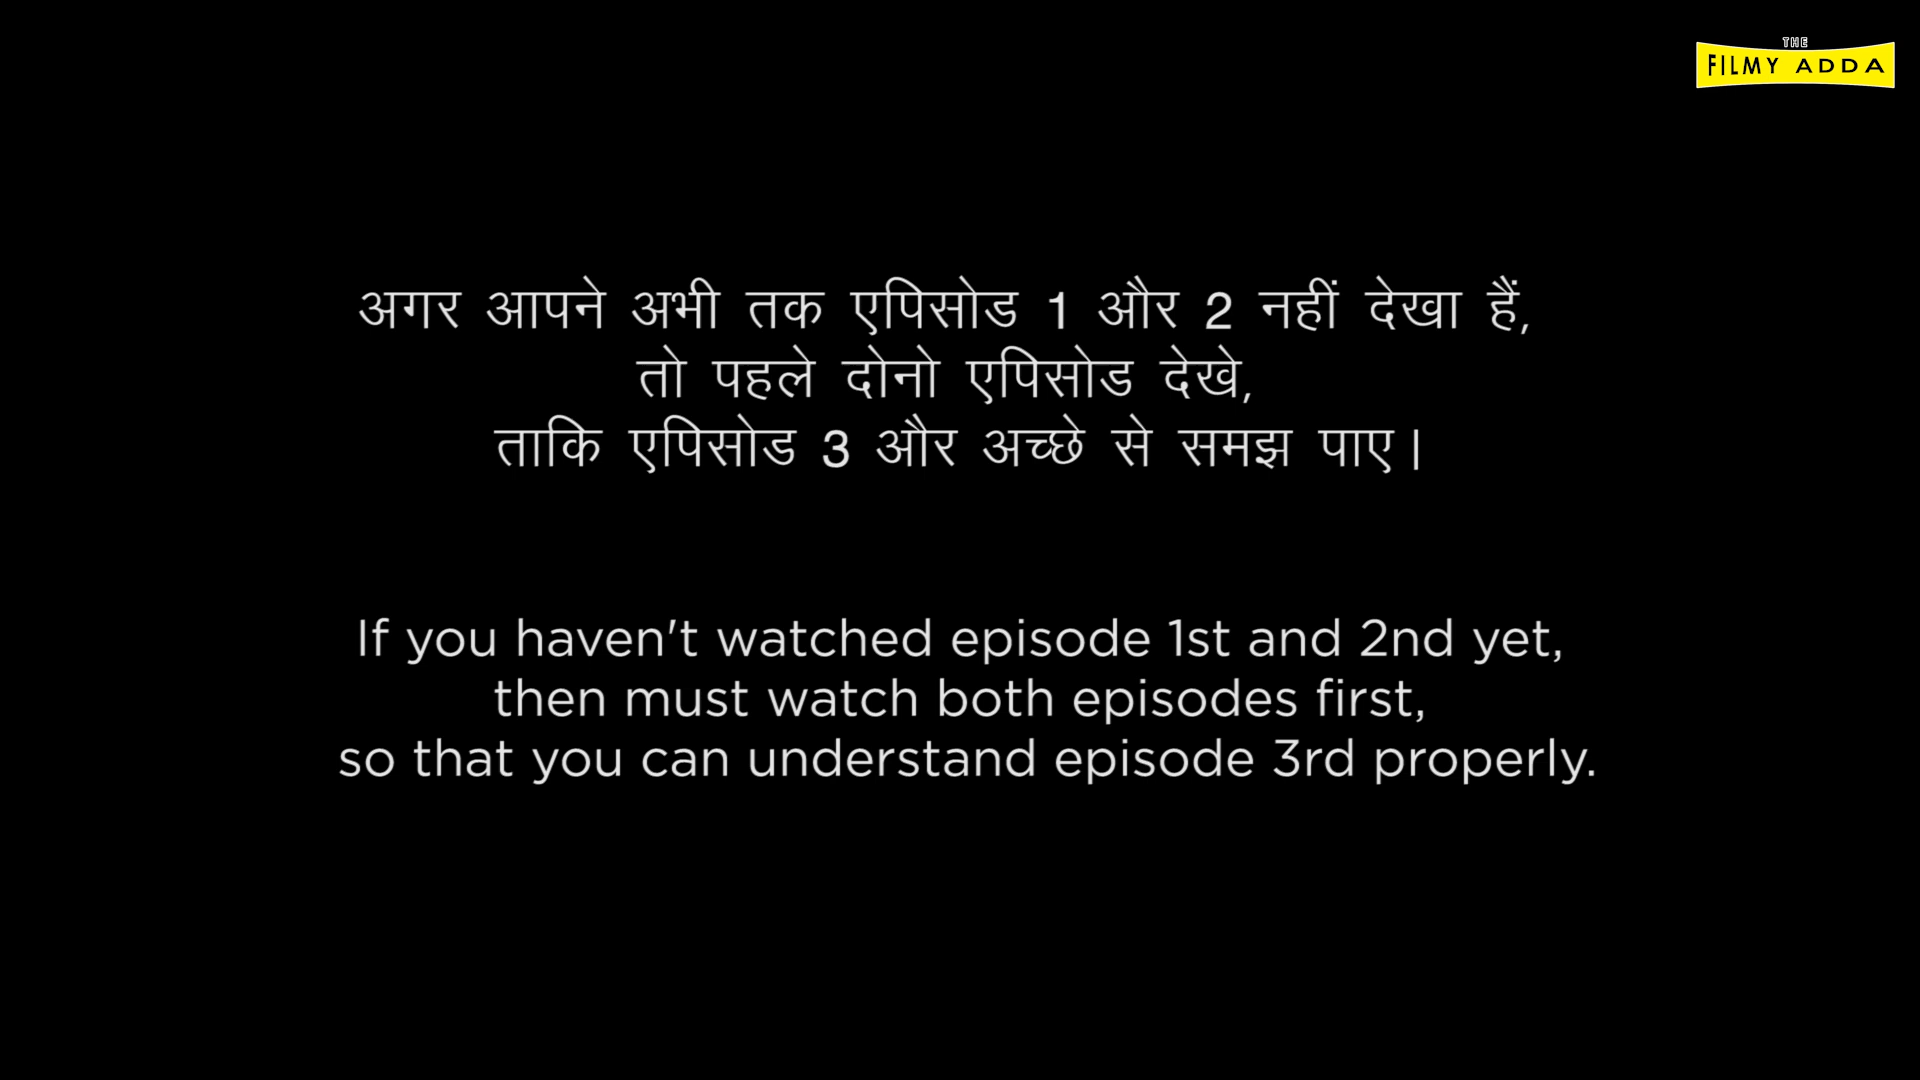 THE
FILMY ADDA
अगर आपने अभी तक एपिसोड 1 और 2 नहीं देखा हैं,
तो पहले दोनो एपिसोड देखे,
ताकि एपिसोड 3 और अच्छे से समझ पाए।
If you haven't watched episode 1st and 2nd yet,
then must watch both episodes first,
so that you can understand episode 3rd properly.